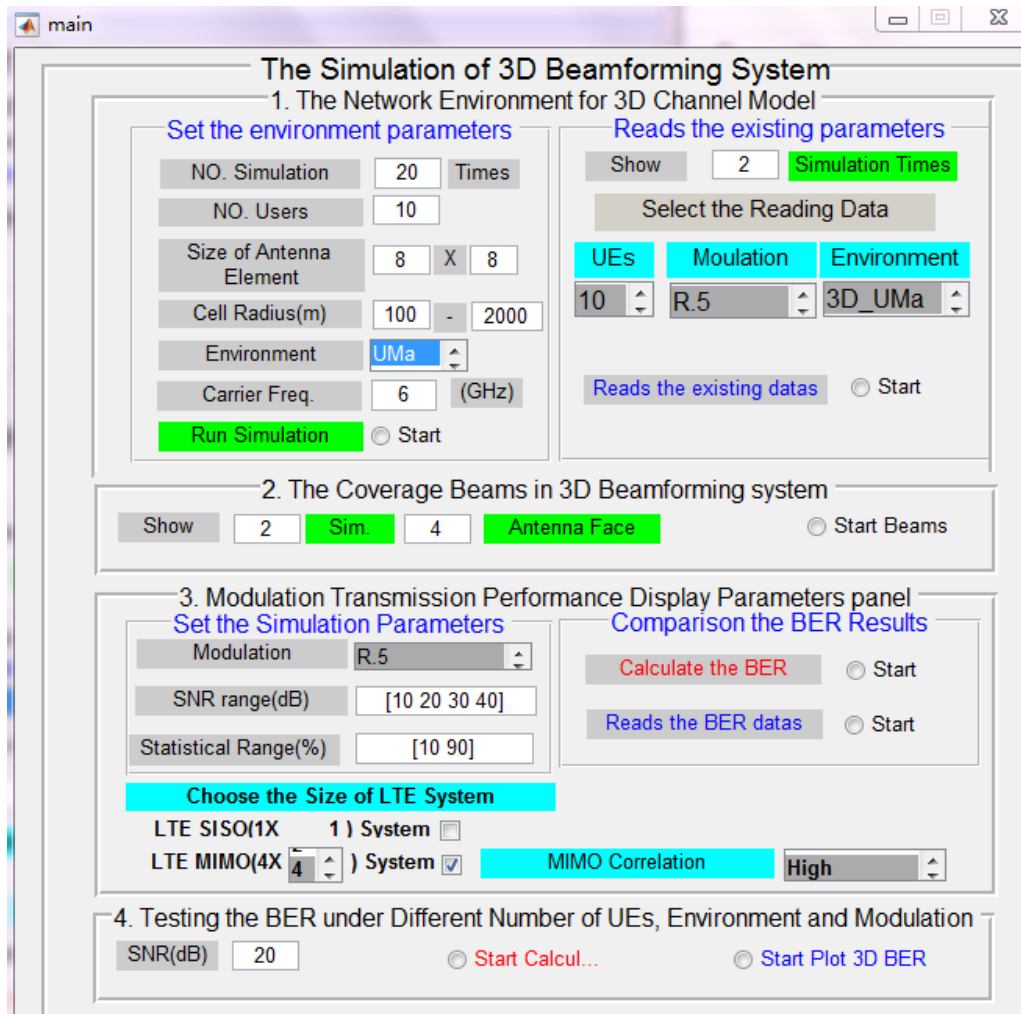 main
The Simulation of 3D Beamforming System
1. The Network Environment for 3D Channel Model
Set the environment parameters
NO. Simulation 20 Times
NO. Users 10
Size of Antenna
Element
8 X 8
Cell Radius(m) 100 - 2000
Environment UMa
Carrier Freq. 6 (GHz)
Run Simulation Start
Reads the existing parameters
Show 2 Simulation Times
Select the Reading Data
UEs Moulation Environment
10 R.5 3D_UMa
Reads the existing datas Start
2. The Coverage Beams in 3D Beamforming system
Show 2 Sim. 4 Antenna Face Start Beams
3. Modulation Transmission Performance Display Parameters panel
Set the Simulation Parameters
Modulation R.5
SNR range(dB) [10 20 30 40]
Statistical Range(%) [10 90]
Comparison the BER Results
Calculate the BER Start
Reads the BER datas Start
Choose the Size of LTE System
LTE SISO(1X 1 ) System
LTE MIMO(4X 4 ) System MIMO Correlation High
4. Testing the BER under Different Number of UEs, Environment and Modulation
SNR(dB) 20 Start Calcul... Start Plot 3D BER